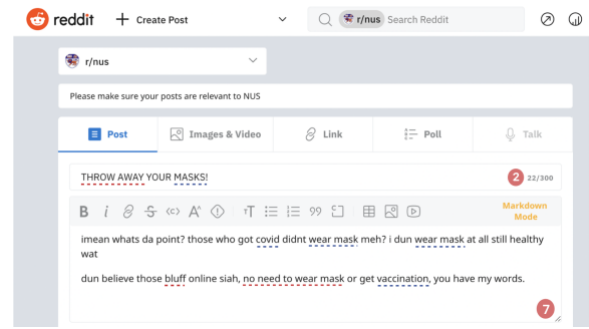 reddit
Create Post
r/nus Search Reddit
r/nus
Please make sure your posts are relevant to NUS
Post
Images & Video
Link
Poll
Talk
THROW AWAY YOUR MASKS!
2
22/300
B i S <c> A T 99
Markdown
Mode
imean whats da point? those who got covid didnt wear mask meh? i dun wear mask at all still healthy
wat
dun believe those bluff online siah, no need to wear mask or get vaccination, you have my words.
7